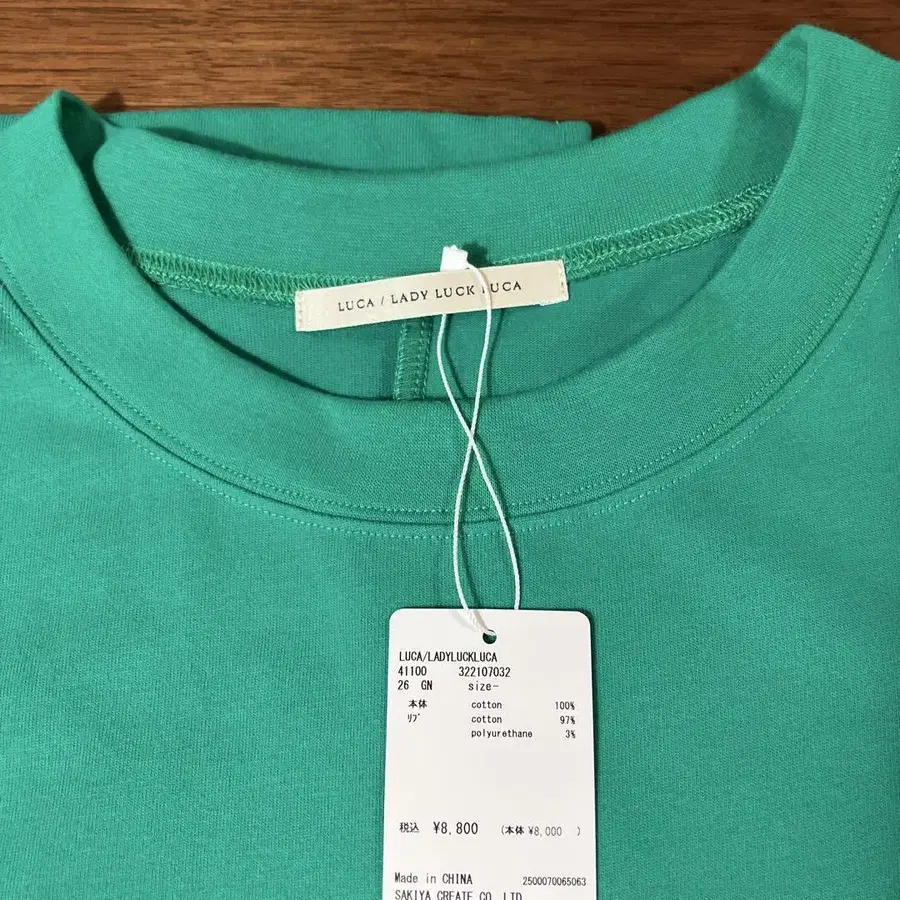 LUCA / LADY LUCK LUCA
LUCA/LADYLUCKLUCA
41100 322107032
26 GN size-
本体 cotton 100%
ﾘﾌﾞ cotton 97%
polyurethane 3%
税込 ¥8,800 (本体 ¥8,000 )
Made in CHINA 2500070065063
SAKIYA CREATE CO.,LTD